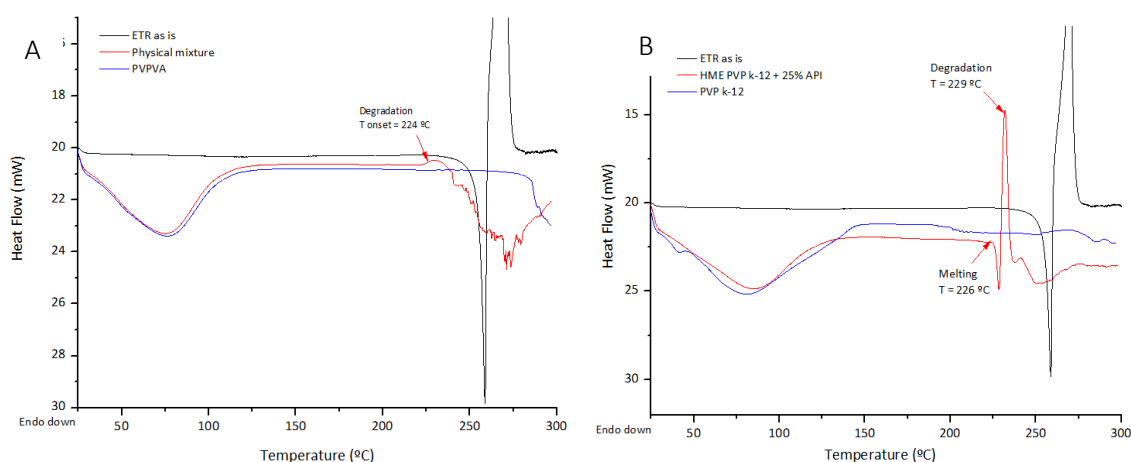 A
ETR as is
Physical mixture
PVPVA
Degradation
T onset = 224 ºC
18
20
22
24
26
28
30
Heat Flow (mW)
Endo down
50
100
150
200
250
300
Temperature (ºC)
B
ETR as is
HME PVP k-12 + 25% API
PVP k-12
Degradation
T = 229 ºC
Melting
T = 226 ºC
15
20
25
30
Heat Flow (mW)
Endo down
50
100
150
200
250
300
Temperature (ºC)